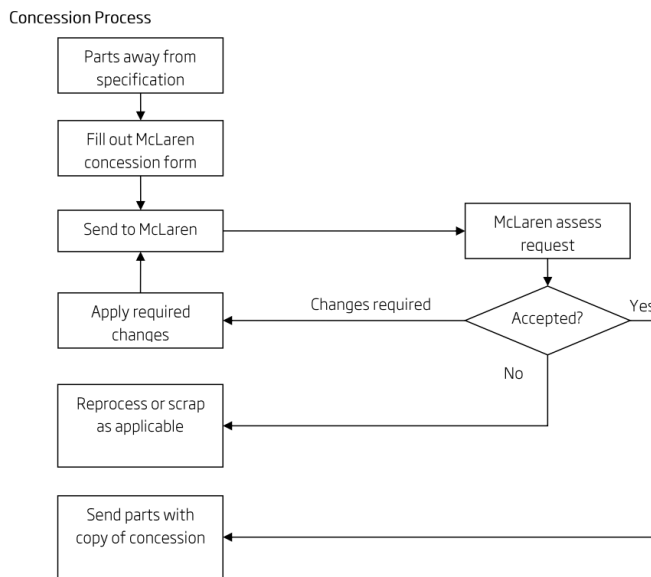 Concession Process
Parts away from
specification
Fill out McLaren
concession form
Send to McLaren
McLaren assess
request
Apply required
changes
Changes required
Accepted?
Yes
No
Reprocess or scrap
as applicable
Send parts with
copy of concession